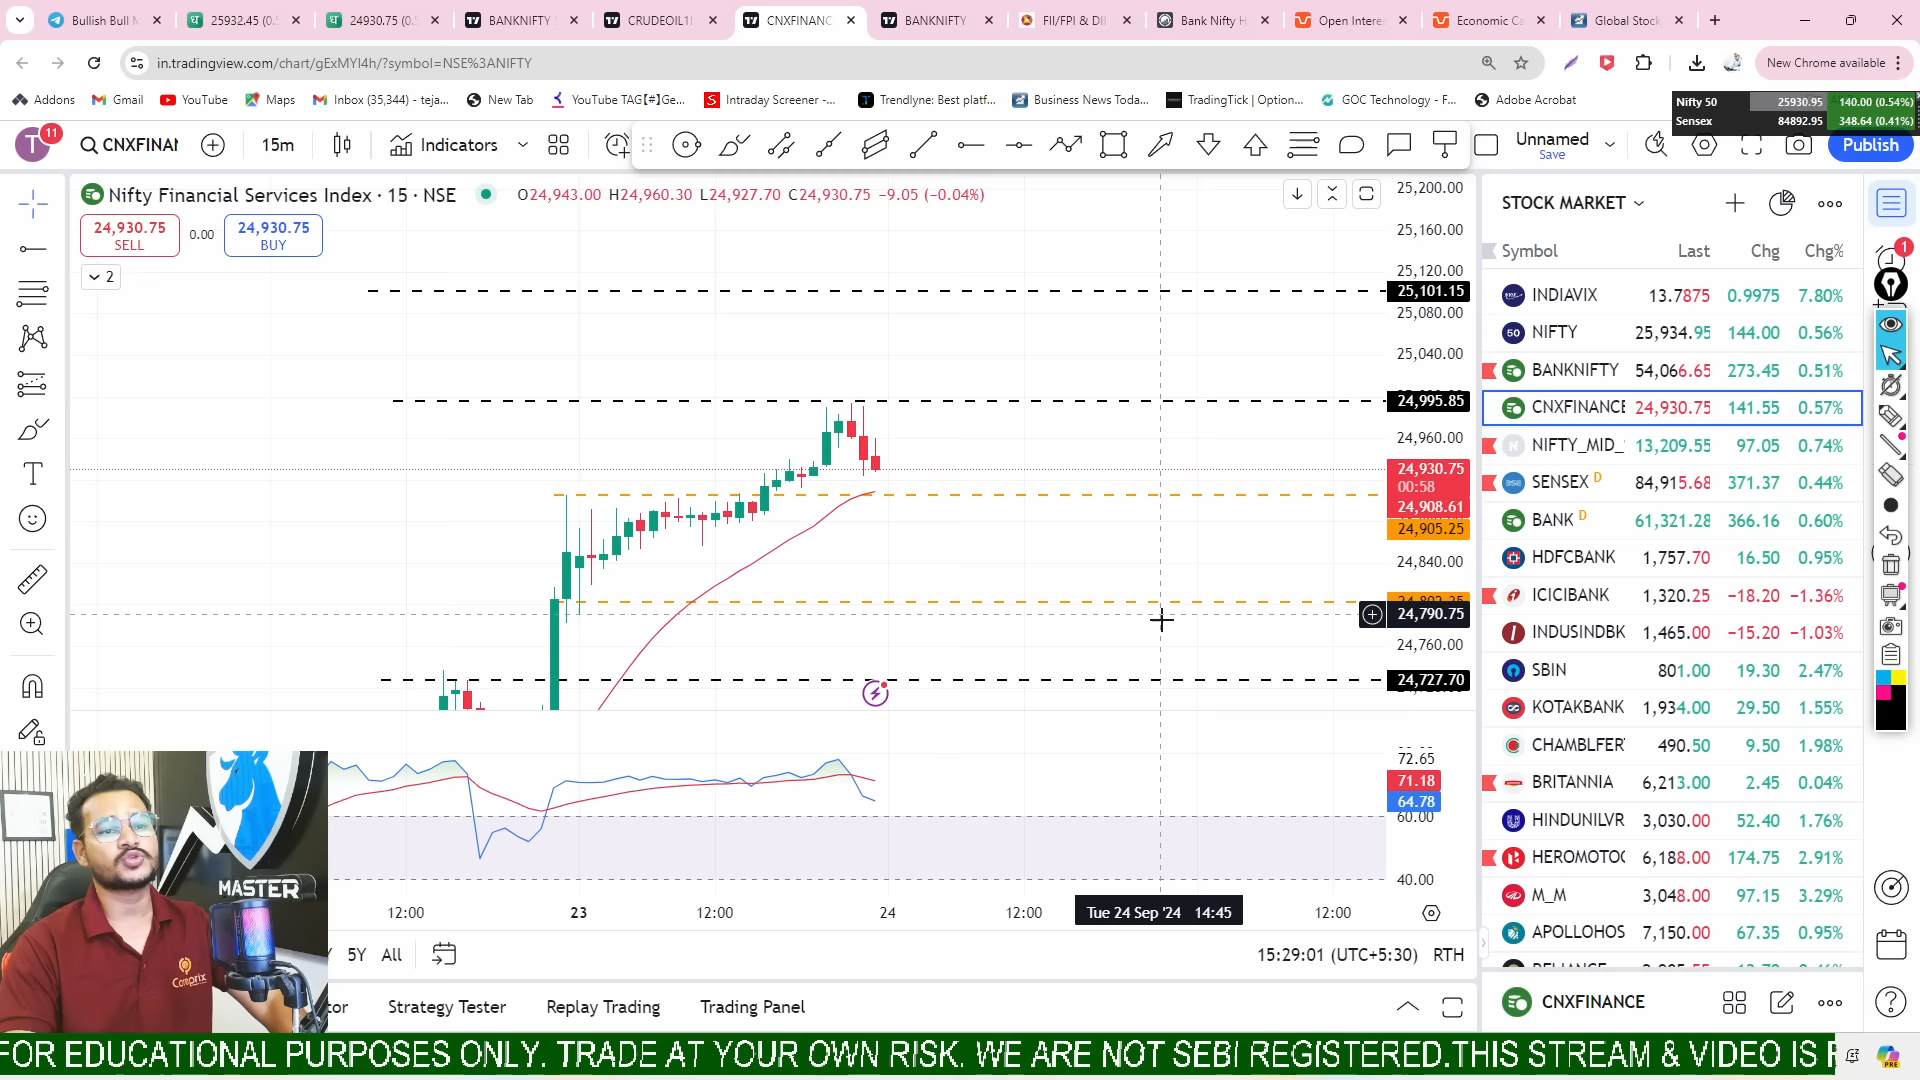 Bullish Bull M
25932.45 (0.5
24930.75 (0.5
BANKNIFTY
CRUDEOIL1
CNXFINANC
BANKNIFTY
FII/FPI & DII
Bank Nifty H
Open Interes
Economic Ca
Global Stock
in.tradingview.com/chart/gExMYI4h/?symbol=NSE%3ANIFTY
New Chrome available
Addons
Gmail
YouTube
Maps
Inbox (35,344) - teja...
New Tab
YouTube TAG【#】Ge...
Intraday Screener -...
Trendlyne: Best platf...
Business News Toda...
TradingTick | Option...
GOC Technology - F...
Adobe Acrobat
Nifty 50 25930.95 140.00 (0.54%)
Sensex 84892.95 348.64 (0.41%)
T 11
CNXFINAN
15m
Indicators
Unnamed
Save
Publish
Nifty Financial Services Index · 15 · NSE
O24,943.00 H24,960.30 L24,927.70 C24,930.75 −9.05 (−0.04%)
24,930.75
SELL
0.00
24,930.75
BUY
2
25,200.00
25,160.00
25,120.00
25,101.15
25,080.00
25,040.00
24,995.85
24,960.00
24,930.75
00:58
24,908.61
24,905.25
24,840.00
24,790.75
24,760.00
24,727.70
72.65
71.18
64.78
60.00
40.00
12:00
23
12:00
24
12:00
Tue 24 Sep '24 14:45
12:00
5Y
All
15:29:01 (UTC+5:30)
RTH
tor
Strategy Tester
Replay Trading
Trading Panel
STOCK MARKET
Symbol Last Chg Chg%
INDIAVIX 13.7875 0.9975 7.80%
50 NIFTY 25,934.95 144.00 0.56%
BANKNIFTY 54,066.65 273.45 0.51%
CNXFINANCE 24,930.75 141.55 0.57%
N NIFTY_MID_ 13,209.55 97.05 0.74%
SENSEX D 84,915.68 371.37 0.44%
BANK D 61,321.28 366.16 0.60%
HDFCBANK 1,757.70 16.50 0.95%
ICICIBANK 1,320.25 −18.20 −1.36%
INDUSINDBK 1,465.00 −15.20 −1.03%
SBIN 801.00 19.30 2.47%
KOTAKBANK 1,934.00 29.50 1.55%
CHAMBLFERT 490.50 9.50 1.98%
BRITANNIA 6,213.00 2.45 0.04%
HINDUNILVR 3,030.00 52.40 1.76%
HEROMOTOC 6,188.00 174.75 2.91%
M_M 3,048.00 97.15 3.29%
APOLLOHOS 7,150.00 67.35 0.95%
CNXFINANCE
1
MASTER
Comprix
FOR EDUCATIONAL PURPOSES ONLY. TRADE AT YOUR OWN RISK. WE ARE NOT SEBI REGISTERED.THIS STREAM & VIDEO IS F
PRE